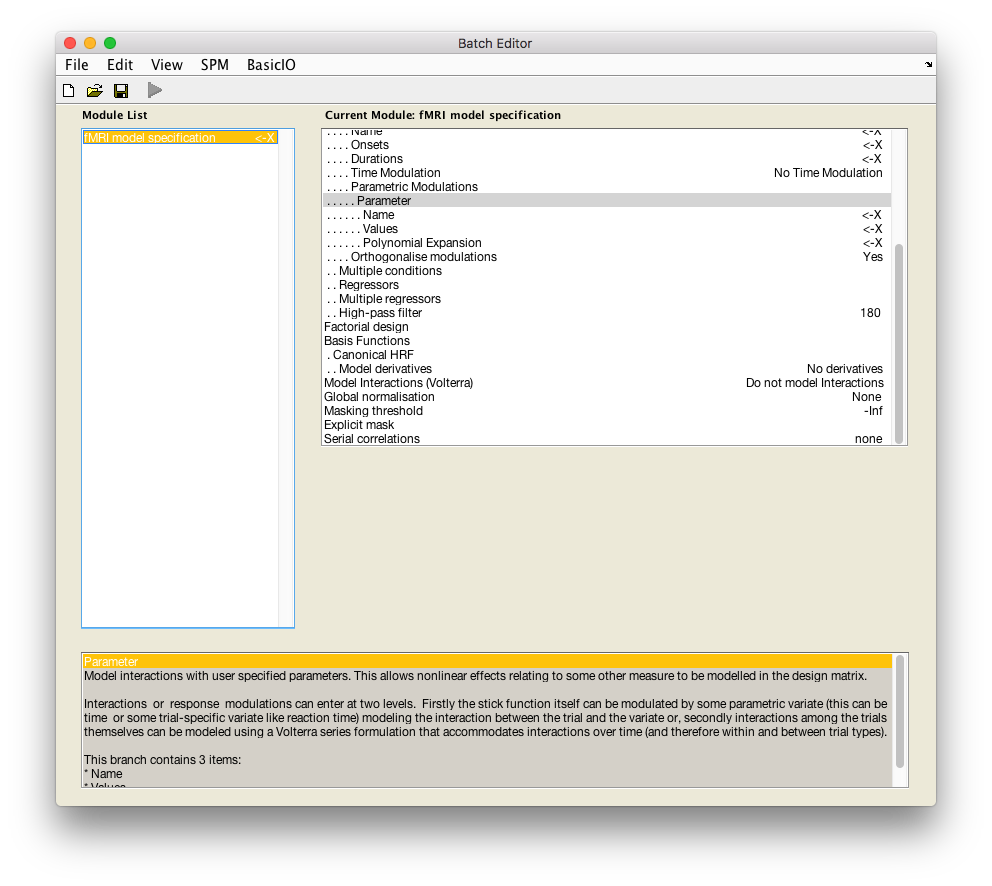 Batch Editor
File Edit View SPM BasicIO
Module List
Current Module: fMRI model specification
fMRI model specification <-X
. . . . Name <-X
. . . . Onsets <-X
. . . . Durations <-X
. . . . Time Modulation No Time Modulation
. . . . Parametric Modulations
. . . . . Parameter
. . . . . . Name <-X
. . . . . . Values <-X
. . . . . . Polynomial Expansion <-X
. . . . Orthogonalise modulations Yes
. . Multiple conditions
. . Regressors
. . Multiple regressors
. . High-pass filter 180
Factorial design
Basis Functions
. Canonical HRF
. . Model derivatives No derivatives
Model Interactions (Volterra) Do not model Interactions
Global normalisation None
Masking threshold -Inf
Explicit mask
Serial correlations none
Parameter
Model interactions with user specified parameters. This allows nonlinear effects relating to some other measure to be modelled in the design matrix.
Interactions or response modulations can enter at two levels. Firstly the stick function itself can be modulated by some parametric variate (this can be
time or some trial-specific variate like reaction time) modeling the interaction between the trial and the variate or, secondly interactions among the trials
themselves can be modeled using a Volterra series formulation that accommodates interactions over time (and therefore within and between trial types).
This branch contains 3 items:
* Name
* Values